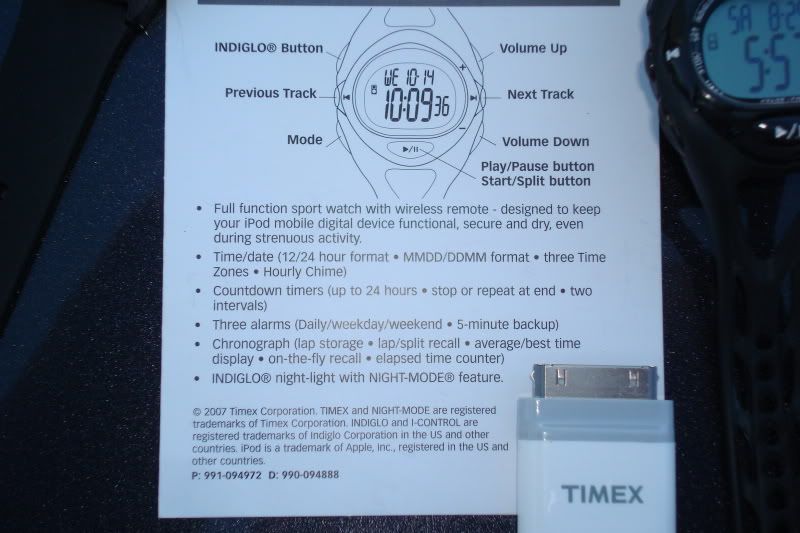 INDIGLO® Button
Volume Up
WE 10·14
10:09 36
Previous Track
Next Track
Mode
Volume Down
Play/Pause button
Start/Split button
• Full function sport watch with wireless remote - designed to keep
your iPod mobile digital device functional, secure and dry, even
during strenuous activity.
• Time/date (12/24 hour format • MMDD/DDMM format • three Time
Zones • Hourly Chime)
• Countdown timers (up to 24 hours • stop or repeat at end • two
intervals)
• Three alarms (Daily/weekday/weekend • 5-minute backup)
• Chronograph (lap storage • lap/split recall • average/best time
display • on-the-fly recall • elapsed time counter)
• INDIGLO® night-light with NIGHT-MODE® feature.
© 2007 Timex Corporation. TIMEX and NIGHT-MODE are registered
trademarks of Timex Corporation. INDIGLO and I-CONTROL are
registered trademarks of Indiglo Corporation in the US and other
countries. iPod is a trademark of Apple, Inc., registered in the US and
other countries.
P: 991-094972 D: 990-094888
TIMEX
SA